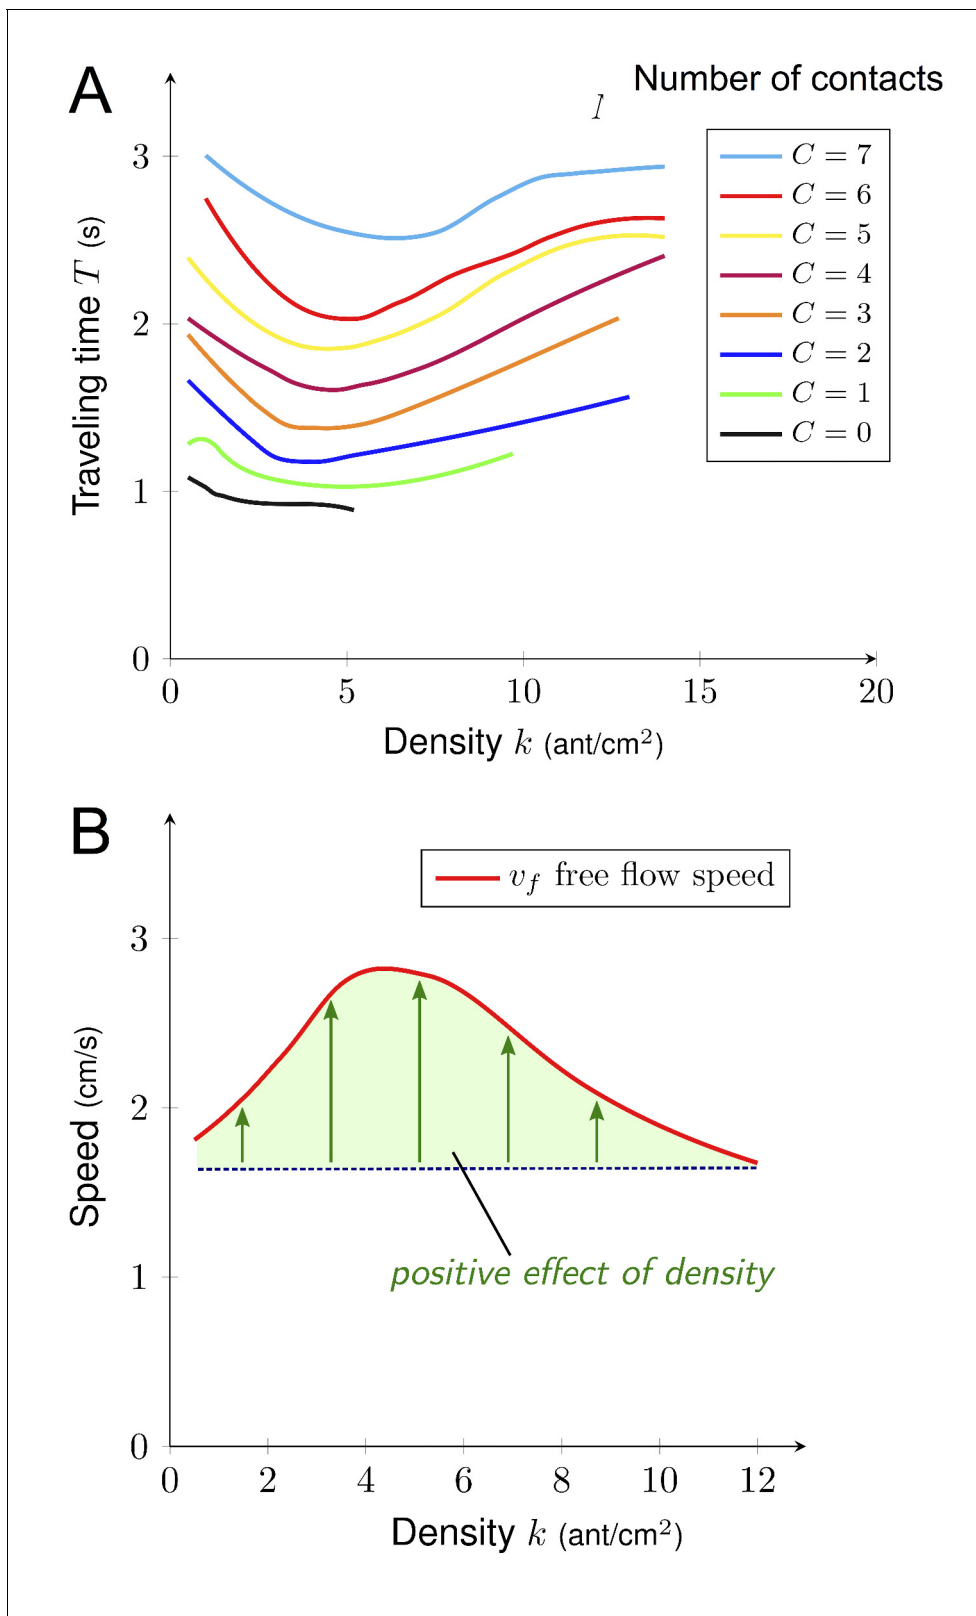 A
Number of contacts
l
C = 7
C = 6
C = 5
C = 4
C = 3
C = 2
C = 1
C = 0
Traveling time T (s)
3
2
1
0
0 5 10 15 20
Density k (ant/cm²)
B
v_f free flow speed
Speed (cm/s)
3
2
1
0
positive effect of density
0 2 4 6 8 10 12
Density k (ant/cm²)